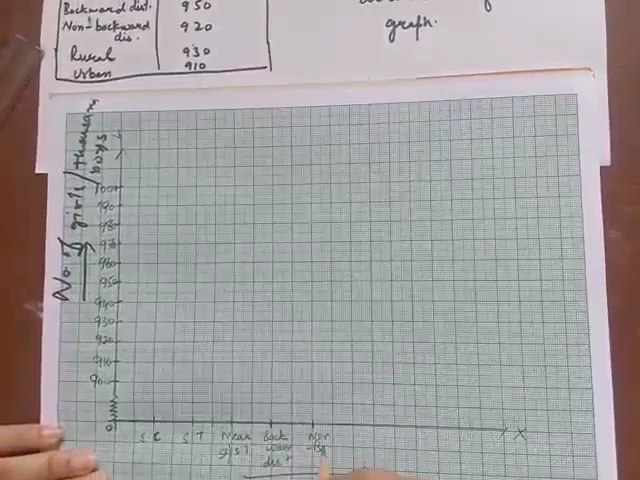 Backward dist. 950
Non-backward 920
dis.
Rural 930
Urban 910
graph.
No. of girls/thousand
boys
Y
1000
990
980
970
960
950
940
930
920
910
900
0
X
S C
S T
Near
S/S T
Back
ward
dist
Non